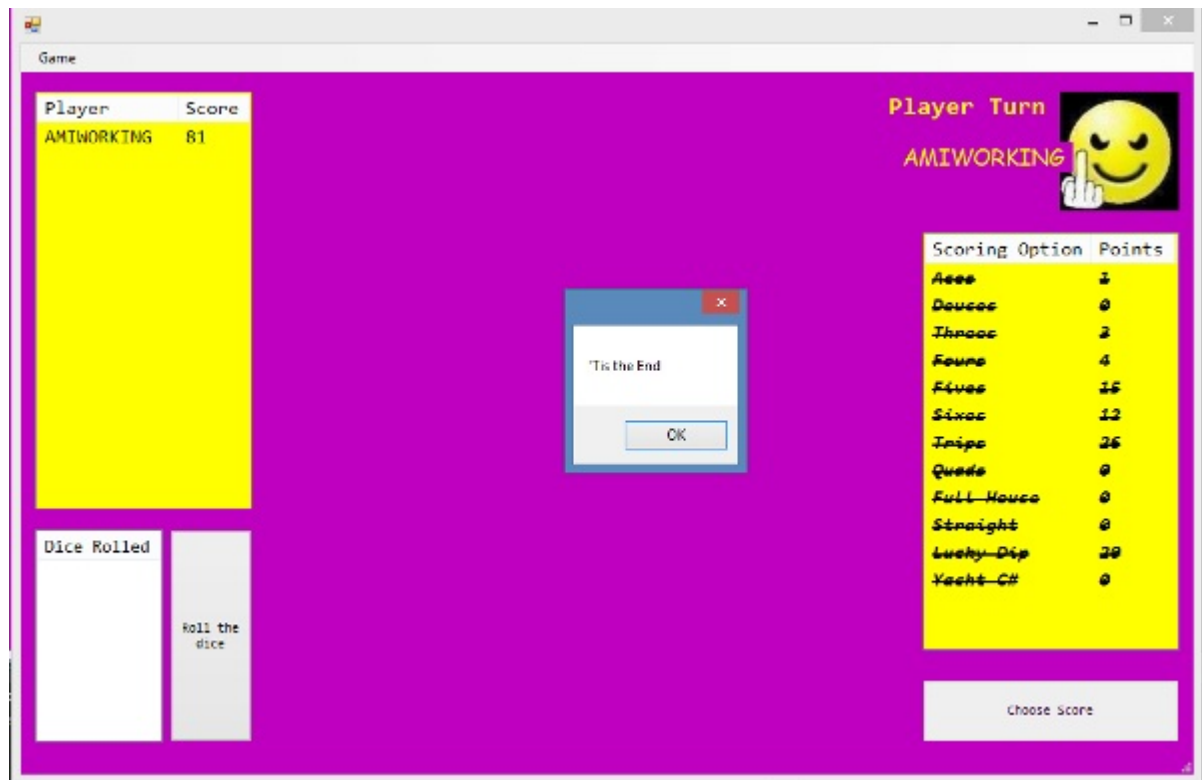 Game
Player Score
AMIWORKING 81
Player Turn
AMIWORKING
Scoring Option Points
Aces 1
Deuces 0
Threes 3
Fours 4
Fives 15
Sixes 12
Trips 26
Quads 0
Full House 0
Straight 0
Lucky Dip 20
Yacht C# 0
'Tis the End
OK
Dice Rolled
Roll the
dice
Choose Score